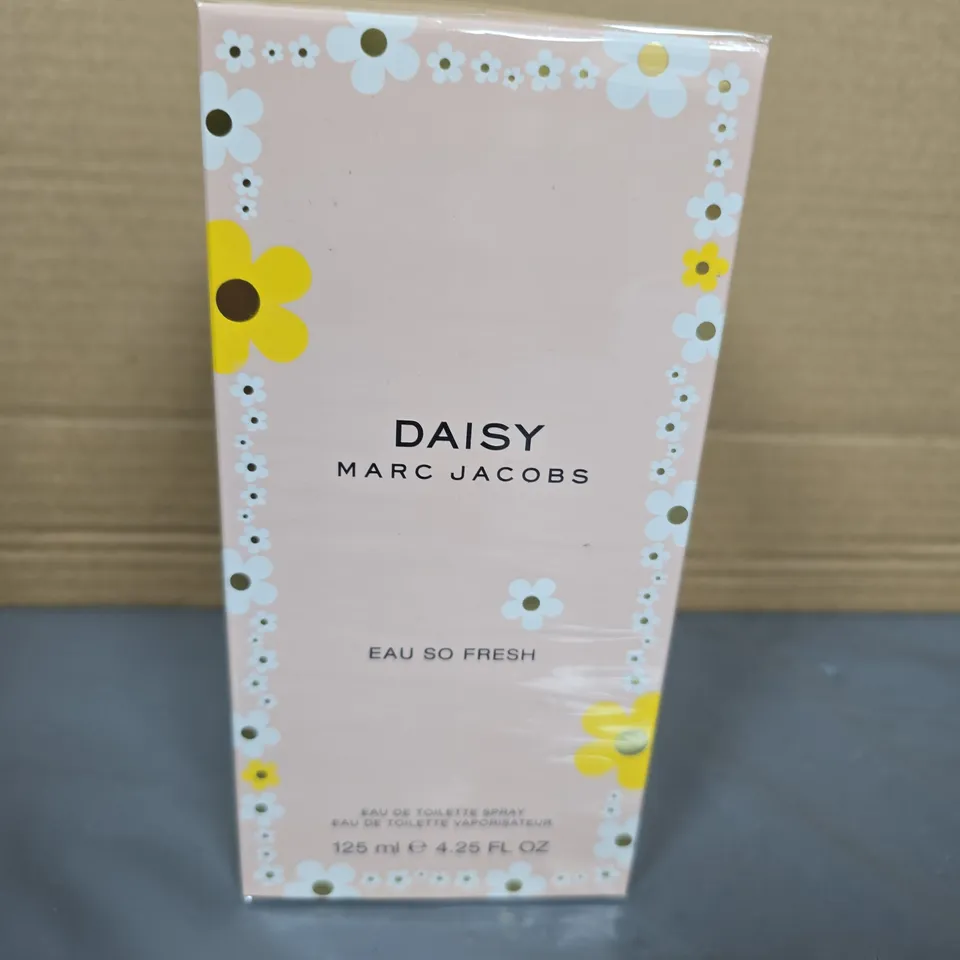 DAISY
MARC JACOBS
EAU SO FRESH
EAU DE TOILETTE SPRAY
EAU DE TOILETTE VAPORISATEUR
125 ml ℮ 4.25 FL OZ